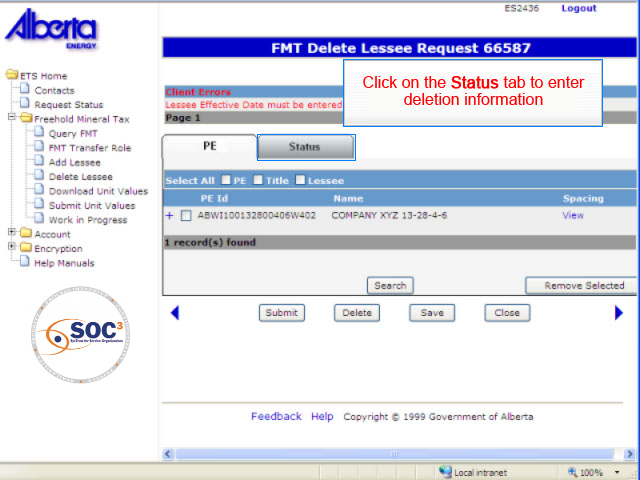 ES2436 Logout
Alberta
ENERGY
FMT Delete Lessee Request 66587
Click on the Status tab to enter
deletion information
ETS Home
Contacts
Request Status
Freehold Mineral Tax
Query FMT
FMT Transfer Role
Add Lessee
Delete Lessee
Download Unit Values
Submit Unit Values
Work in Progress
Account
Encryption
Help Manuals
SOC3
Client Errors
Lessee Effective Date must be entered
Page 1
PE Status
Select All PE Title Lessee
PE Id Name Spacing
+ ABWI100132800406W402 COMPANY XYZ 13-28-4-6 View
1 record(s) found
Search Remove Selected
Submit Delete Save Close
Feedback Help Copyright © 1999 Government of Alberta
Local intranet 100%